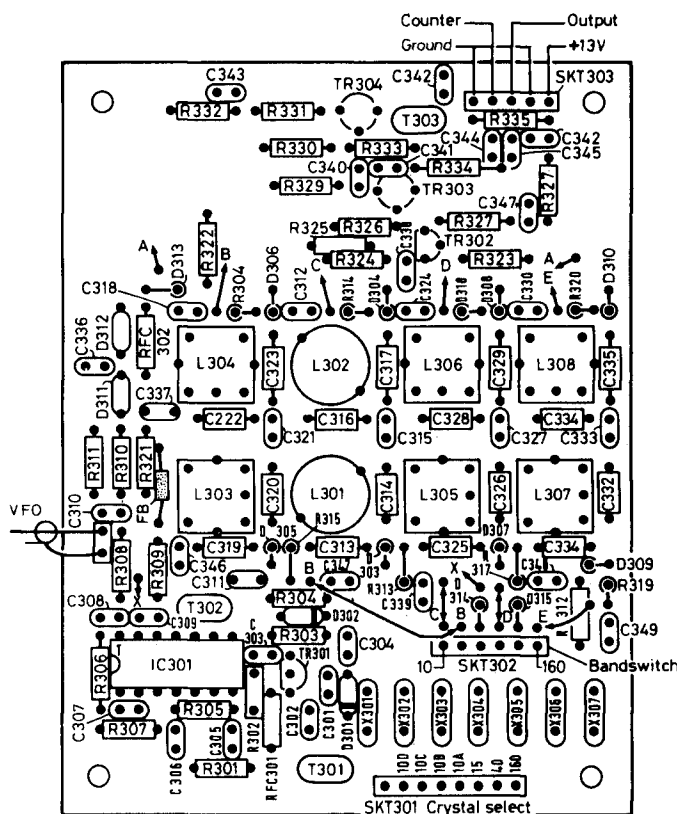 Counter Output
Ground +13V
SKT303
C343
C342
TR304
R332 R331
T303
R335
C344 C342
C345
R330 R333
C341
R334
C340
R329
TR303
R327
C347
R326
R325
R327
TR302
R324
C338
R323
A
D313
R322
B
R304
D306
C312
C
R314
D304
C324
D
D318
D308
C330
A
E
R320
D310
C318
C336
D312
RFC
302
L304
C323
L302
C317
L306
C329
L308
C335
D311
C337
C222
C316
C328
C334
C321
C315
C327
C333
R311
R310
R321
L303
C320
L301
C314
L305
C326
L307
C332
FB
VFO
C310
R308
R309
C346
C319
D
305
R315
C313
D
303
C325
D307
C334
D309
C311
B
C347
R313
C339
X
D
314
317
D315
R319
R312
C349
C308
X
C309
T302
R304
D302
R303
C
303
TR301
C304
C
B
D
E
R306
T
IC301
10
SKT302
160
Bandswitch
C307
R307
R305
C306
C305
R301
R302
RFC301
C302
C301
D301
X301
X302
X303
X304
X305
X306
X307
T301
10D
10C
10B
10A
15
40
160
SKT301 Crystal select